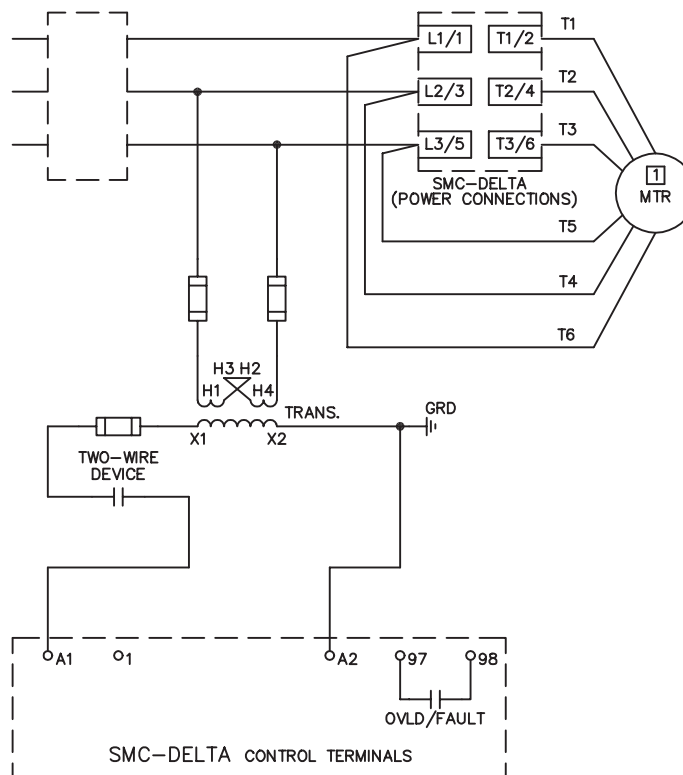 T1
L1/1 T1/2
T2
L2/3 T2/4
T3
L3/5 T3/6
1
MTR
SMC-DELTA
(POWER CONNECTIONS)
T5
T4
T6
H3 H2
H1 H4
TRANS.
GRD
X1 X2
TWO-WIRE
DEVICE
A1 1 A2 97 98
OVLD/FAULT
SMC-DELTA CONTROL TERMINALS